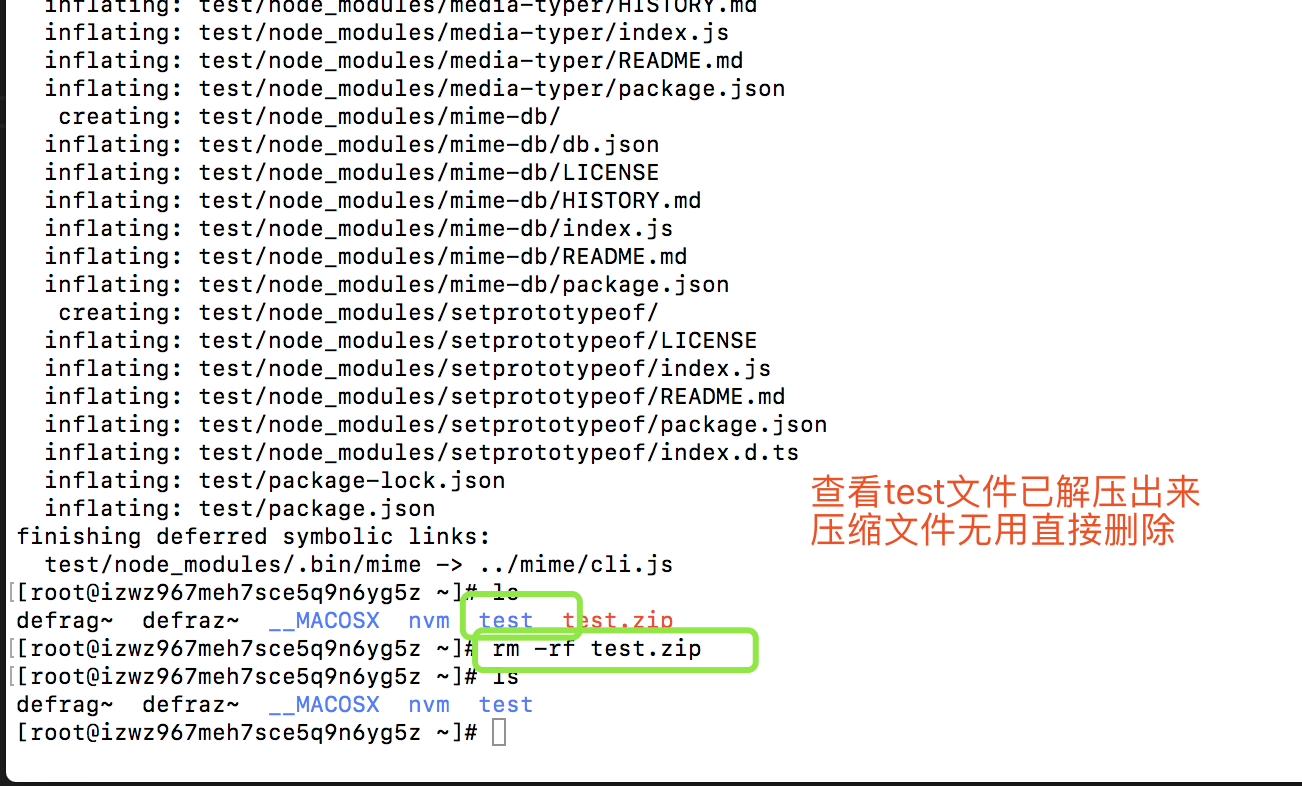 inflating: test/node_modules/media-typer/HISTORY.md
inflating: test/node_modules/media-typer/index.js
inflating: test/node_modules/media-typer/README.md
inflating: test/node_modules/media-typer/package.json
creating: test/node_modules/mime-db/
inflating: test/node_modules/mime-db/db.json
inflating: test/node_modules/mime-db/LICENSE
inflating: test/node_modules/mime-db/HISTORY.md
inflating: test/node_modules/mime-db/index.js
inflating: test/node_modules/mime-db/README.md
inflating: test/node_modules/mime-db/package.json
creating: test/node_modules/setprototypeof/
inflating: test/node_modules/setprototypeof/LICENSE
inflating: test/node_modules/setprototypeof/index.js
inflating: test/node_modules/setprototypeof/README.md
inflating: test/node_modules/setprototypeof/package.json
inflating: test/node_modules/setprototypeof/index.d.ts
inflating: test/package-lock.json
inflating: test/package.json
查看test文件已解压出来
压缩文件无用直接删除
finishing deferred symbolic links:
test/node_modules/.bin/mime -> ../mime/cli.js
[[root@izwz967meh7sce5q9n6yg5z ~]# ls
defrag~ defraz~ __MACOSX nvm test test.zip
[[root@izwz967meh7sce5q9n6yg5z ~]# rm -rf test.zip
[[root@izwz967meh7sce5q9n6yg5z ~]# ls
defrag~ defraz~ __MACOSX nvm test
[root@izwz967meh7sce5q9n6yg5z ~]#